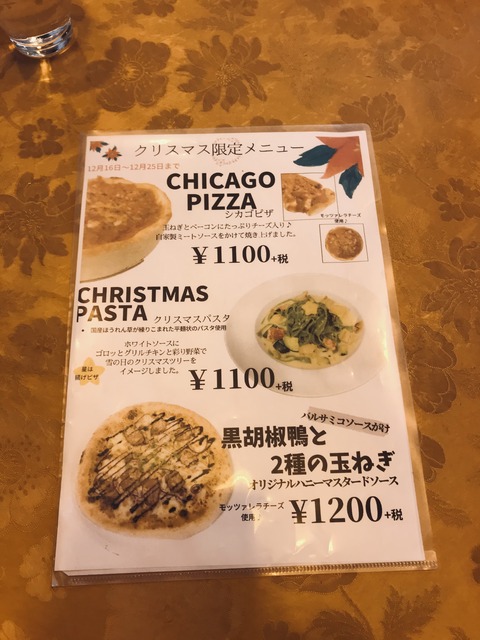 クリスマス限定メニュー
12月16日〜12月25日まで
CHICAGO
PIZZA
シカゴピザ
モッツァレラチーズ
使用♪
玉ねぎとベーコンにたっぷりチーズ入り♪
自家製ミートソースをかけて焼き上げました。
¥1100+税
CHRISTMAS
PASTA クリスマスパスタ
• 国産ほうれん草が練りこまれた平麺状のパスタ使用
ホワイトソースに
ゴロッとグリルチキンと彩り野菜で
雪の日のクリスマスツリーを
イメージしました。
星は
揚げピザ
¥1100+税
バルサミコソースがけ
黒胡椒鴨と
2種の玉ねぎ
オリジナルハニーマスタードソース
モッツァレラチーズ
使用♪
¥1200+税